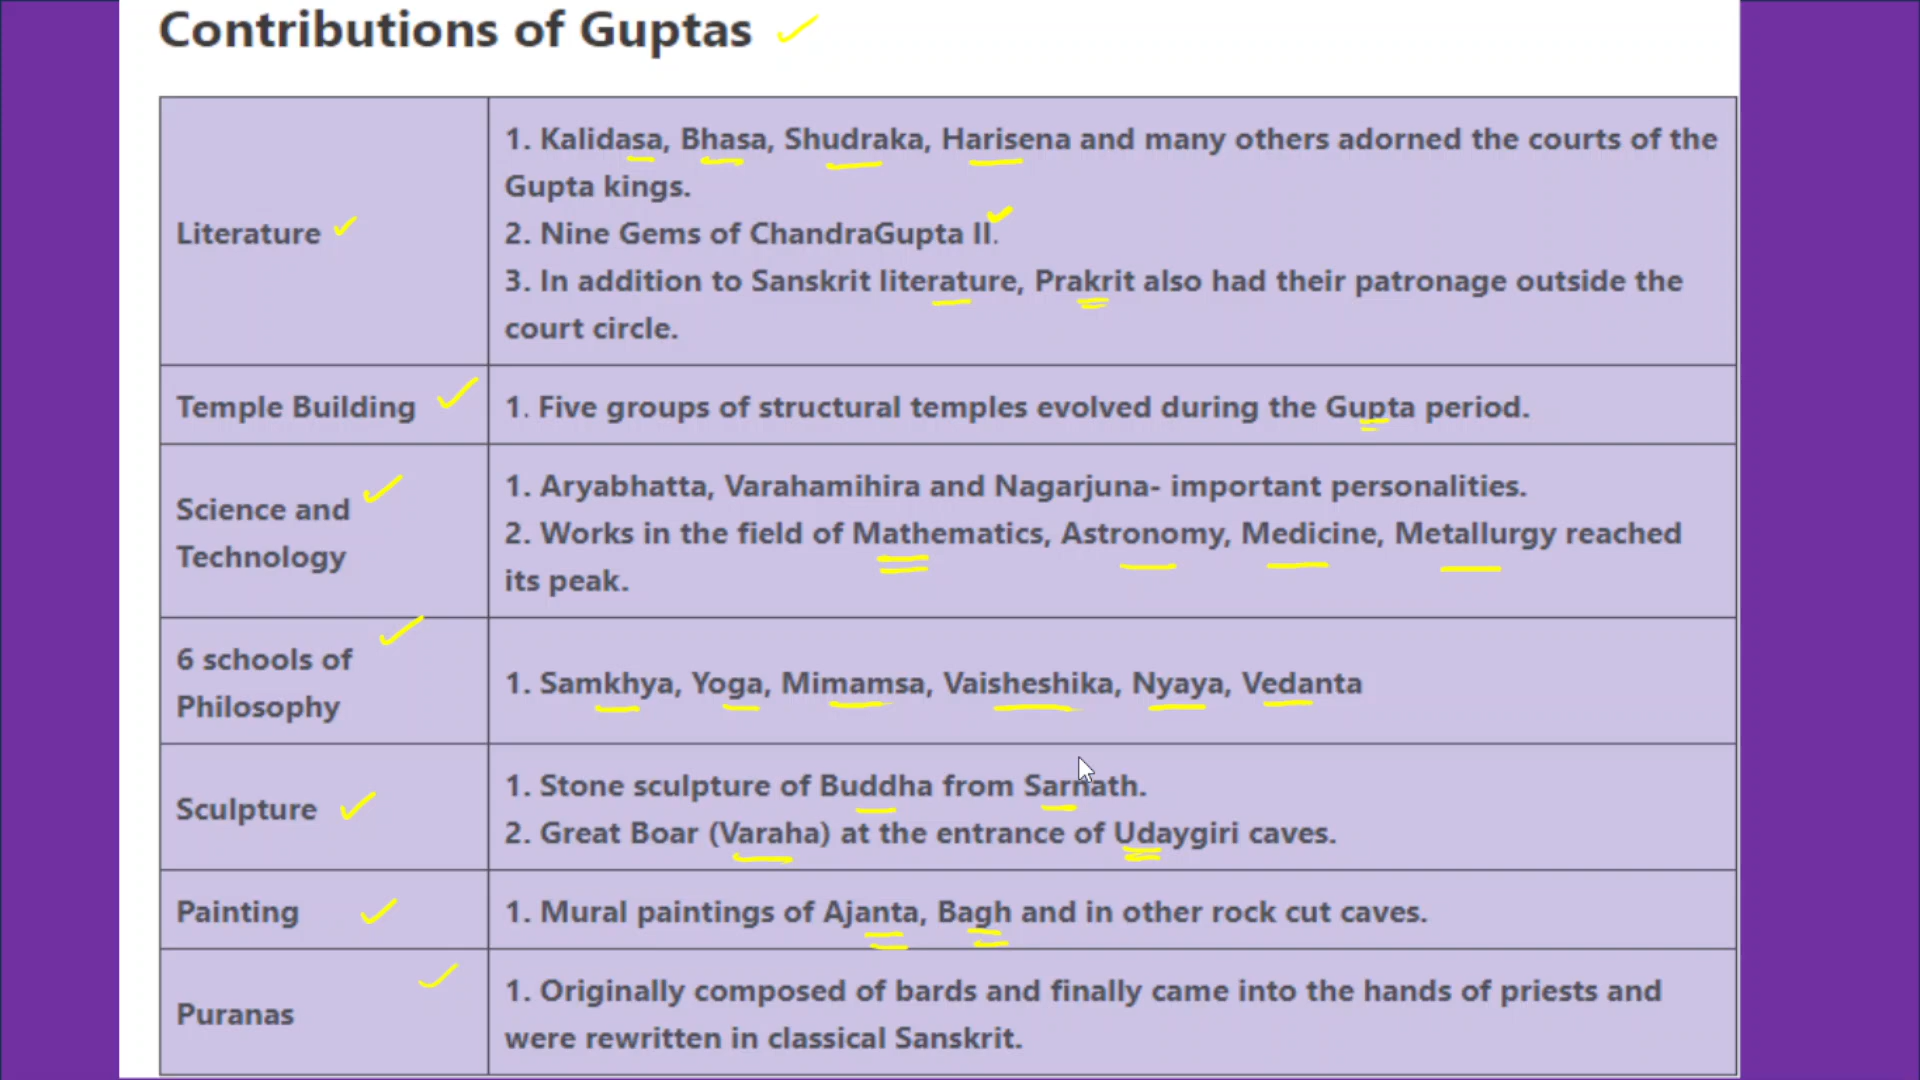 Contributions of Guptas
Literature
1. Kalidasa, Bhasa, Shudraka, Harisena and many others adorned the courts of the
Gupta kings.
2. Nine Gems of ChandraGupta II.
3. In addition to Sanskrit literature, Prakrit also had their patronage outside the
court circle.
Temple Building
1. Five groups of structural temples evolved during the Gupta period.
Science and
Technology
1. Aryabhatta, Varahamihira and Nagarjuna- important personalities.
2. Works in the field of Mathematics, Astronomy, Medicine, Metallurgy reached
its peak.
6 schools of
Philosophy
1. Samkhya, Yoga, Mimamsa, Vaisheshika, Nyaya, Vedanta
Sculpture
1. Stone sculpture of Buddha from Sarnath.
2. Great Boar (Varaha) at the entrance of Udaygiri caves.
Painting
1. Mural paintings of Ajanta, Bagh and in other rock cut caves.
Puranas
1. Originally composed of bards and finally came into the hands of priests and
were rewritten in classical Sanskrit.